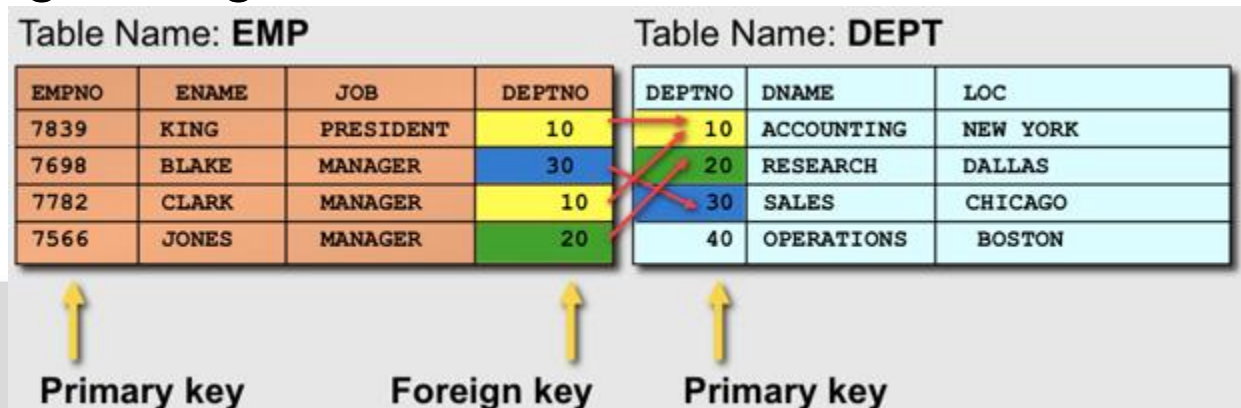 Table Name: EMP Table Name: DEPT
EMPNO ENAME JOB DEPTNO DEPTNO DNAME LOC
7839 KING PRESIDENT 10 10 ACCOUNTING NEW YORK
7698 BLAKE MANAGER 30 20 RESEARCH DALLAS
7782 CLARK MANAGER 10 30 SALES CHICAGO
7566 JONES MANAGER 20 40 OPERATIONS BOSTON
Primary key Foreign key Primary key